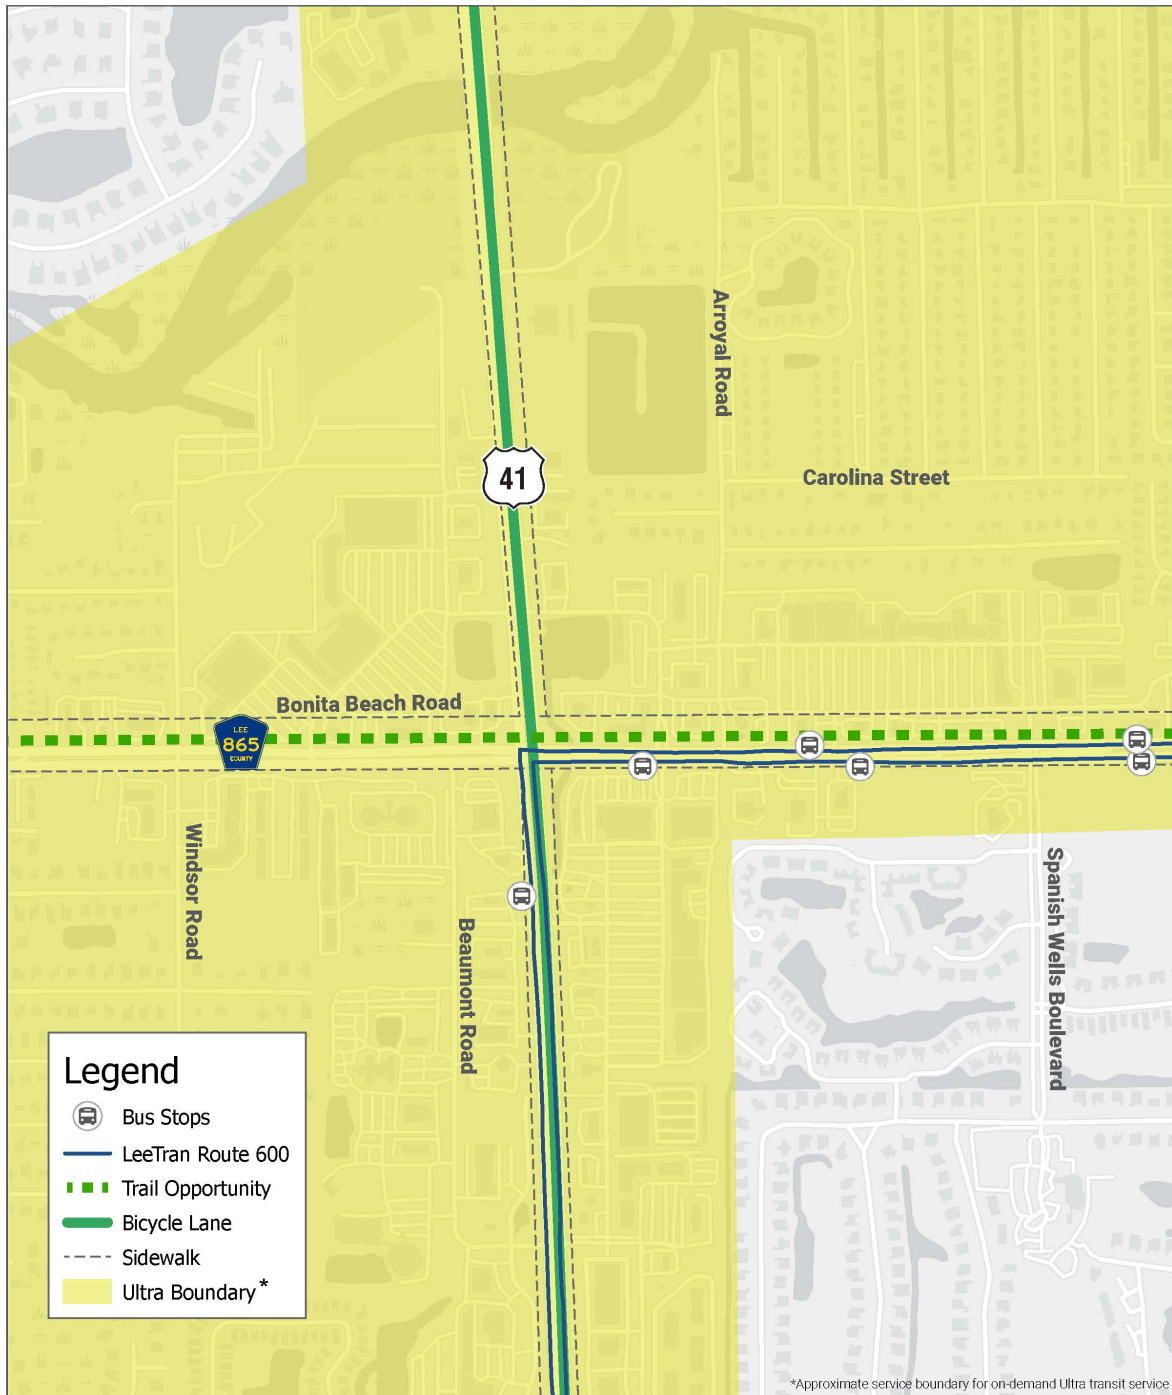 41
Arroyal Road
Carolina Street
Bonita Beach Road
LEE
865
COUNTY
Windsor Road
Beaumont Road
Spanish Wells Boulevard
Legend
Bus Stops
LeeTran Route 600
Trail Opportunity
Bicycle Lane
Sidewalk
Ultra Boundary*
*Approximate service boundary for on-demand Ultra transit service